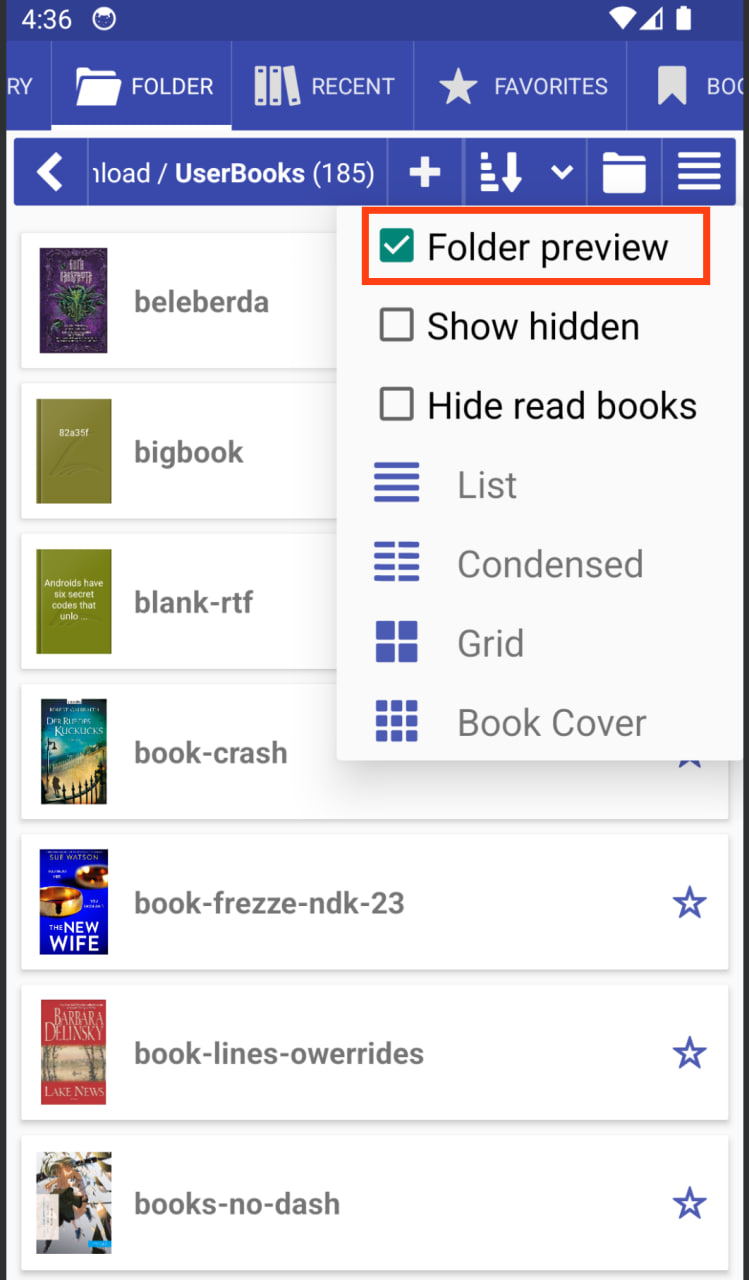 4:36
RY FOLDER RECENT FAVORITES BOO
nload / UserBooks (185)
Folder preview
Show hidden
Hide read books
List
Condensed
Grid
Book Cover
beleberda
82a35f
bigbook
Androids have
six secret
codes that
unlo ...
blank-rtf
ROBERT GALBRAITH
DER RUF DES
KUCKUCKS
book-crash
SUE WATSON
THE NEW
WIFE
book-frezze-ndk-23
BARBARA
DELINSKY
LAKE NEWS
book-lines-owerrides
books-no-dash